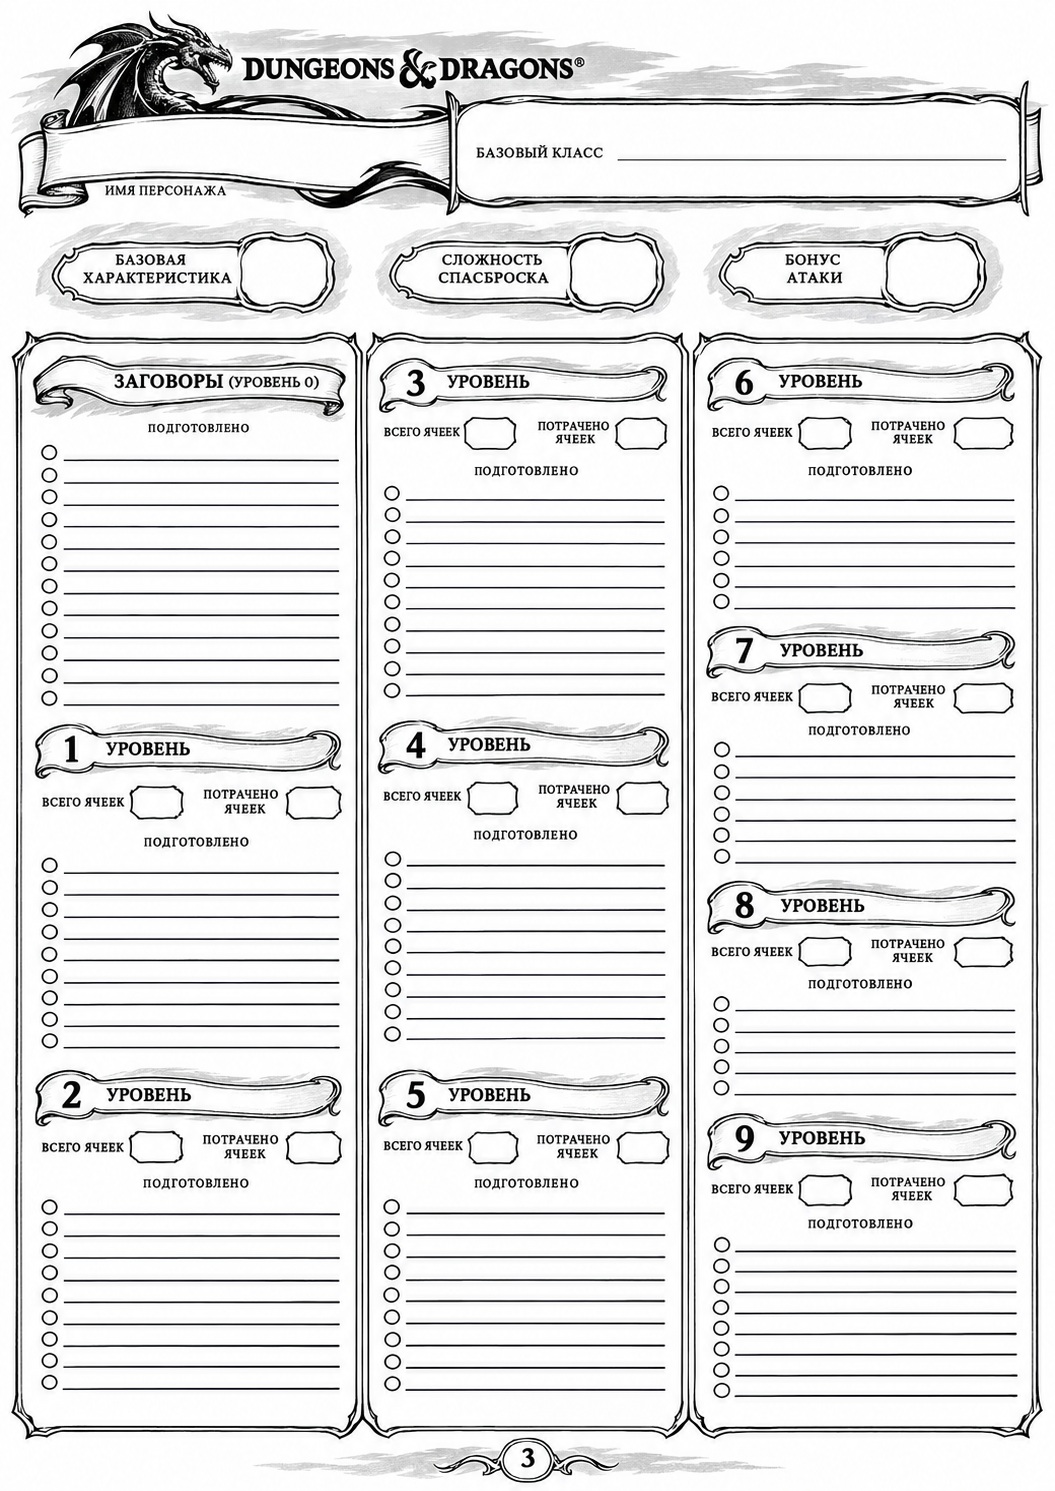 DUNGEONS & DRAGONS®
БАЗОВЫЙ КЛАСС
ИМЯ ПЕРСОНАЖА
БАЗОВАЯ
ХАРАКТЕРИСТИКА
СЛОЖНОСТЬ
СПАСБРОСКА
БОНУС
АТАКИ
ЗАГОВОРЫ (УРОВЕНЬ 0)
ПОДГОТОВЛЕНО
1 УРОВЕНЬ
ВСЕГО ЯЧЕЕК
ПОТРАЧЕНО
ЯЧЕЕК
ПОДГОТОВЛЕНО
2 УРОВЕНЬ
ВСЕГО ЯЧЕЕК
ПОТРАЧЕНО
ЯЧЕЕК
ПОДГОТОВЛЕНО
3 УРОВЕНЬ
ВСЕГО ЯЧЕЕК
ПОТРАЧЕНО
ЯЧЕЕК
ПОДГОТОВЛЕНО
4 УРОВЕНЬ
ВСЕГО ЯЧЕЕК
ПОТРАЧЕНО
ЯЧЕЕК
ПОДГОТОВЛЕНО
5 УРОВЕНЬ
ВСЕГО ЯЧЕЕК
ПОТРАЧЕНО
ЯЧЕЕК
ПОДГОТОВЛЕНО
6 УРОВЕНЬ
ВСЕГО ЯЧЕЕК
ПОТРАЧЕНО
ЯЧЕЕК
ПОДГОТОВЛЕНО
7 УРОВЕНЬ
ВСЕГО ЯЧЕЕК
ПОТРАЧЕНО
ЯЧЕЕК
ПОДГОТОВЛЕНО
8 УРОВЕНЬ
ВСЕГО ЯЧЕЕК
ПОТРАЧЕНО
ЯЧЕЕК
ПОДГОТОВЛЕНО
9 УРОВЕНЬ
ВСЕГО ЯЧЕЕК
ПОТРАЧЕНО
ЯЧЕЕК
ПОДГОТОВЛЕНО
3